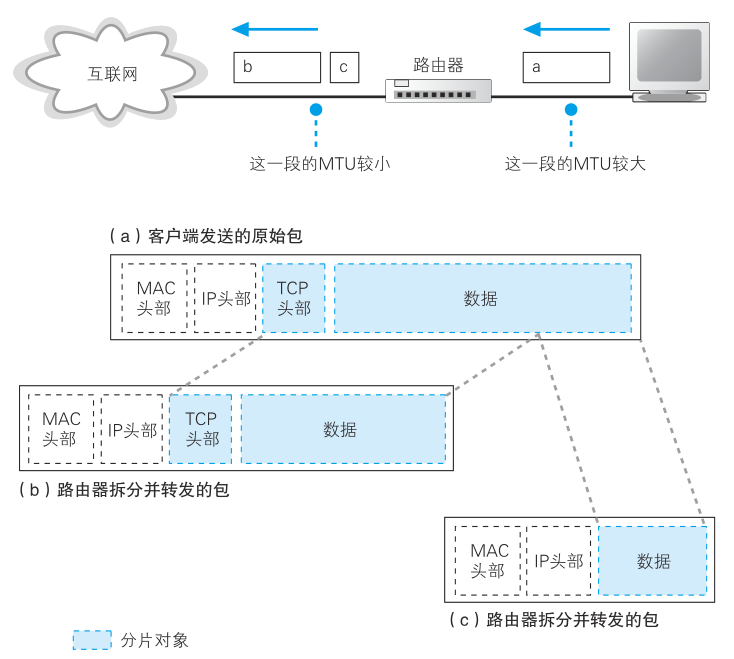 互联网
b
c
路由器
a
这一段的MTU较小
这一段的MTU较大
(a)客户端发送的原始包
MAC
头部
IP头部
TCP
头部
数据
MAC
头部
IP头部
TCP
头部
数据
(b)路由器拆分并转发的包
MAC
头部
IP头部
数据
(c)路由器拆分并转发的包
分片对象